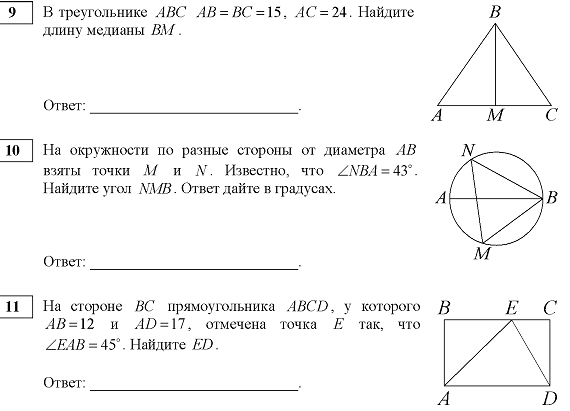 9 В треугольнике ABC AB = BC = 15, AC = 24. Найдите
длину медианы BM.
Ответ: ___________________________.
B
A M C
10 На окружности по разные стороны от диаметра AB
взяты точки M и N. Известно, что ∠NBA = 43°.
Найдите угол NMB. Ответ дайте в градусах.
Ответ: ___________________________.
N
A B
M
11 На стороне BC прямоугольника ABCD, у которого
AB = 12 и AD = 17, отмечена точка E так, что
∠EAB = 45°. Найдите ED.
Ответ: ___________________________.
B E C
A D